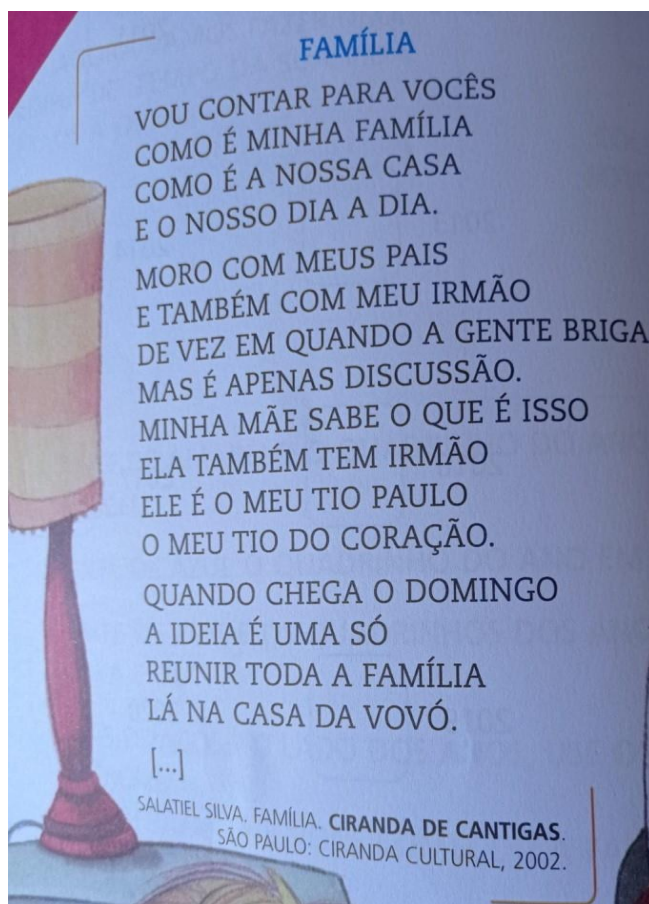 FAMÍLIA
VOU CONTAR PARA VOCÊS
COMO É MINHA FAMÍLIA
COMO É A NOSSA CASA
E O NOSSO DIA A DIA.
MORO COM MEUS PAIS
E TAMBÉM COM MEU IRMÃO
DE VEZ EM QUANDO A GENTE BRIGA
MAS É APENAS DISCUSSÃO.
MINHA MÃE SABE O QUE É ISSO
ELA TAMBÉM TEM IRMÃO
ELE É O MEU TIO PAULO
O MEU TIO DO CORAÇÃO.
QUANDO CHEGA O DOMINGO
A IDEIA É UMA SÓ
REUNIR TODA A FAMÍLIA
LÁ NA CASA DA VOVÓ.
[...]
SALATIEL SILVA. FAMÍLIA. CIRANDA DE CANTIGAS.
SÃO PAULO: CIRANDA CULTURAL, 2002.